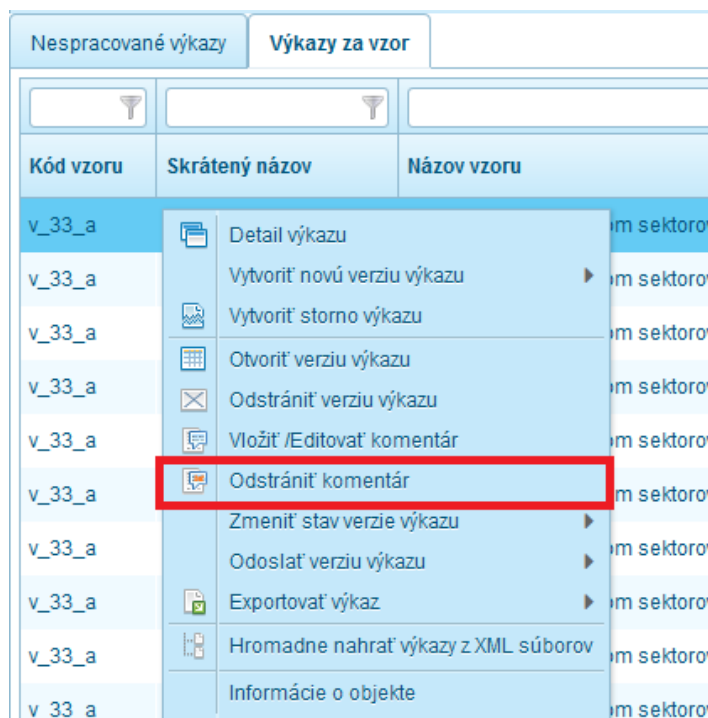 Nespracované výkazy
Výkazy za vzor
Kód vzoru
Skrátený názov
Názov vzoru
v_33_a
v_33_a
v_33_a
v_33_a
v_33_a
v_33_a
v_33_a
v_33_a
v_33_a
v_33_a
Detail výkazu
Vytvoriť novú verziu výkazu
Vytvoriť storno výkazu
Otvoriť verziu výkazu
Odstrániť verziu výkazu
Vložiť /Editovať komentár
Odstrániť komentár
Zmeniť stav verzie výkazu
Odoslať verziu výkazu
Exportovať výkaz
Hromadne nahrať výkazy z XML súborov
Informácie o objekte